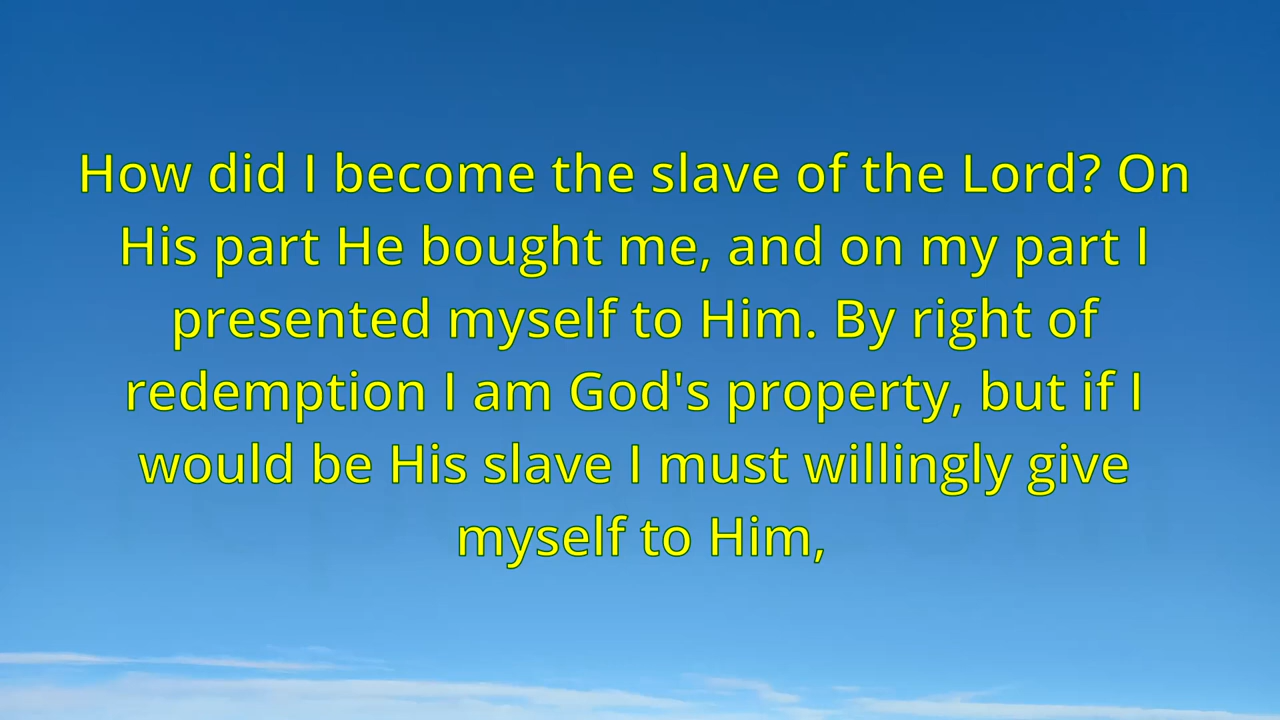 How did I become the slave of the Lord? On
His part He bought me, and on my part I
presented myself to Him. By right of
redemption I am God's property, but if I
would be His slave I must willingly give
myself to Him,